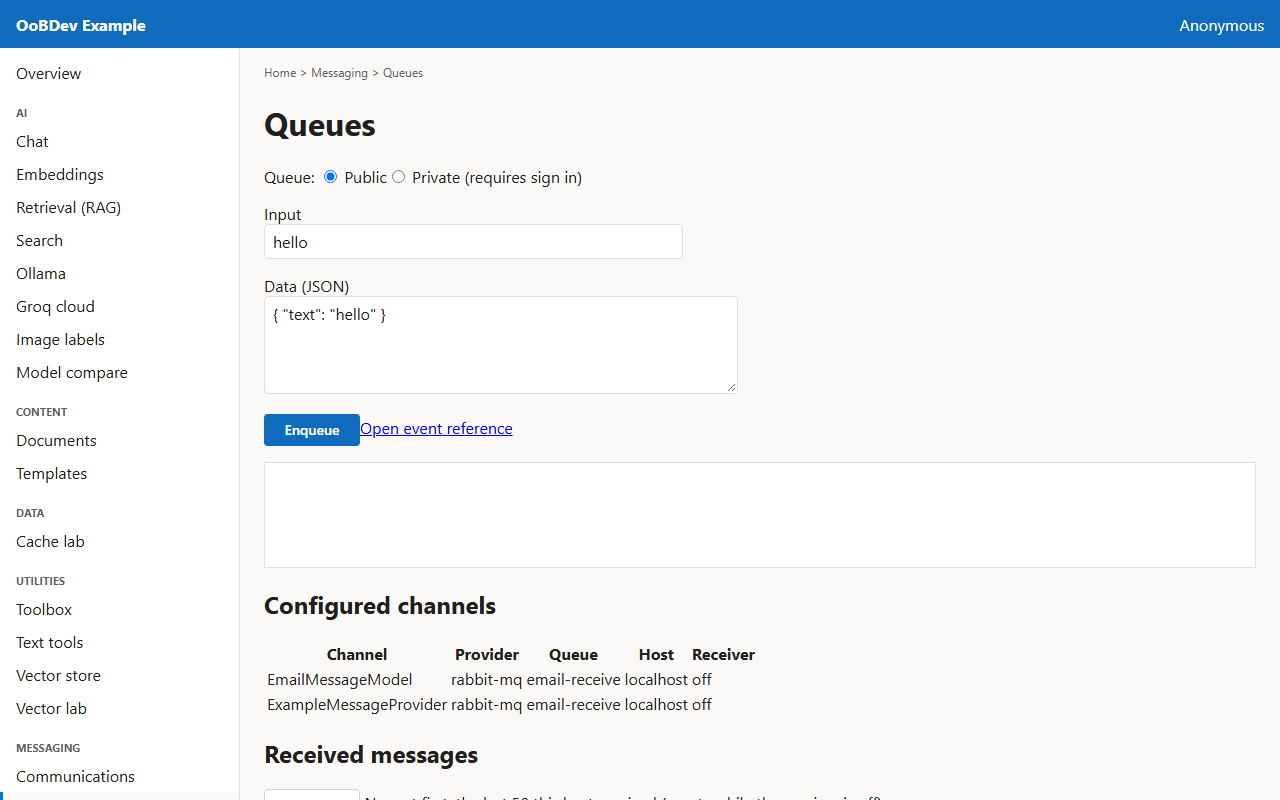 OoBDev Example
Anonymous
Overview
AI
Chat
Embeddings
Retrieval (RAG)
Search
Ollama
Groq cloud
Image labels
Model compare
CONTENT
Documents
Templates
DATA
Cache lab
UTILITIES
Toolbox
Text tools
Vector store
Vector lab
MESSAGING
Communications
Home > Messaging > Queues
Queues
Queue: Public Private (requires sign in)
Input
hello
Data (JSON)
{ "text": "hello" }
Enqueue Open event reference
Configured channels
Channel Provider Queue Host Receiver
EmailMessageModel rabbit-mq email-receive localhost off
ExampleMessageProvider rabbit-mq email-receive localhost off
Received messages